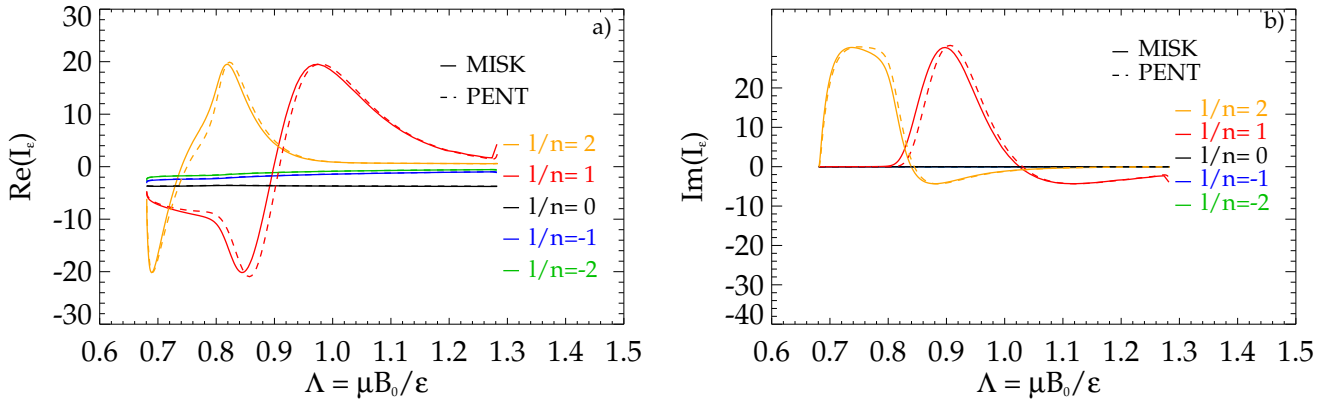 a)
30
20
10
0
-10
-20
-30
Re(I_ε)
MISK
PENT
l/n= 2
l/n= 1
l/n= 0
l/n=-1
l/n=-2
0.6 0.7 0.8 0.9 1.0 1.1 1.2 1.3 1.4 1.5
Λ = μB₀/ε
b)
20
10
0
-10
-20
-30
-40
Im(I_ε)
MISK
PENT
l/n= 2
l/n= 1
l/n= 0
l/n=-1
l/n=-2
0.6 0.7 0.8 0.9 1.0 1.1 1.2 1.3 1.4 1.5
Λ = μB₀/ε